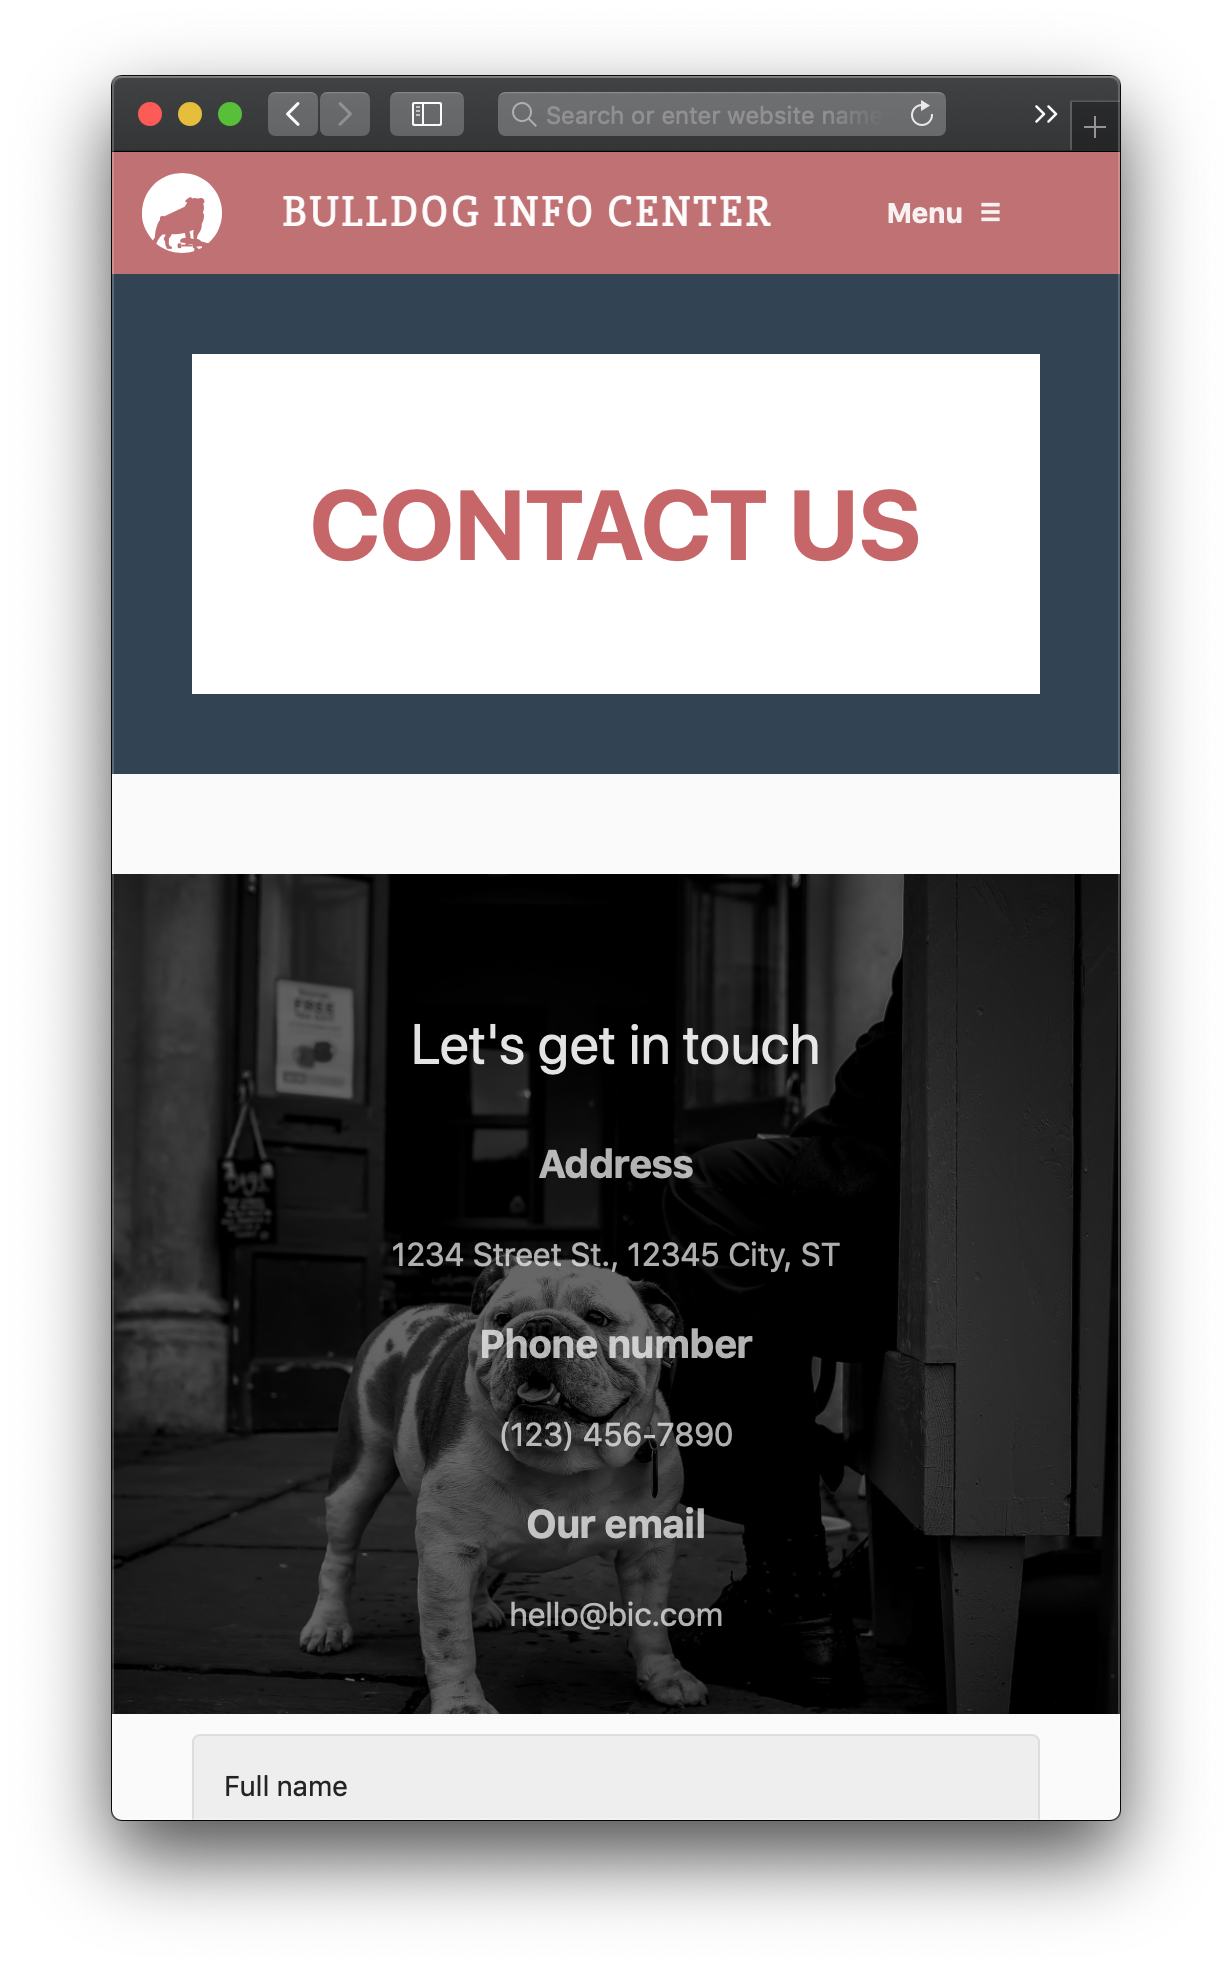 Search or enter website name
BULLDOG INFO CENTER
Menu
CONTACT US
FREE
Let's get in touch
Address
1234 Street St., 12345 City, ST
Phone number
(123) 456-7890
Our email
hello@bic.com
Full name